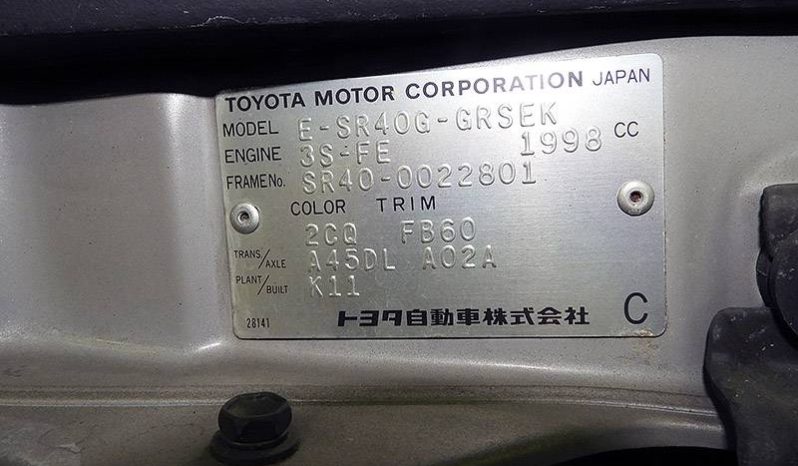 TOYOTA MOTOR CORPORATION JAPAN
MODEL E-SR40G-GRSEK
ENGINE 3S-FE 1998 CC
FRAME No. SR40-0022801
COLOR TRIM
2CQ FB60
TRANS./AXLE A45DL A02A
PLANT/BUILT K11
28141 トヨタ自動車株式会社 C